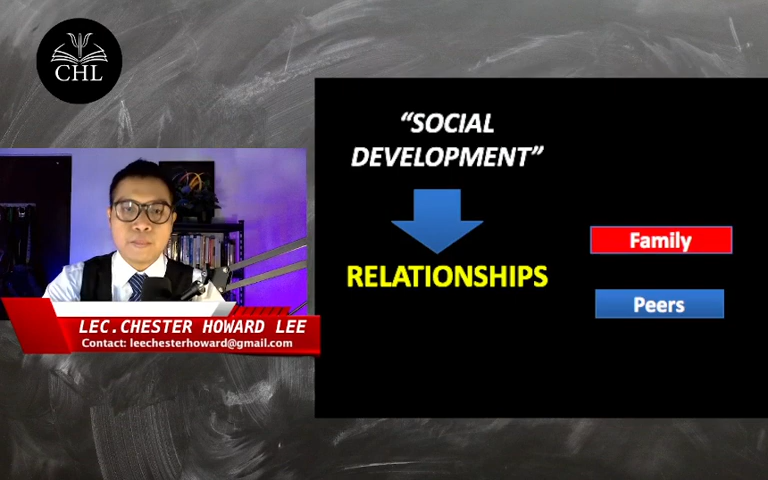 CHL
LEC.CHESTER HOWARD LEE
Contact: leechesterhoward@gmail.com
“SOCIAL
DEVELOPMENT”
RELATIONSHIPS
Family
Peers